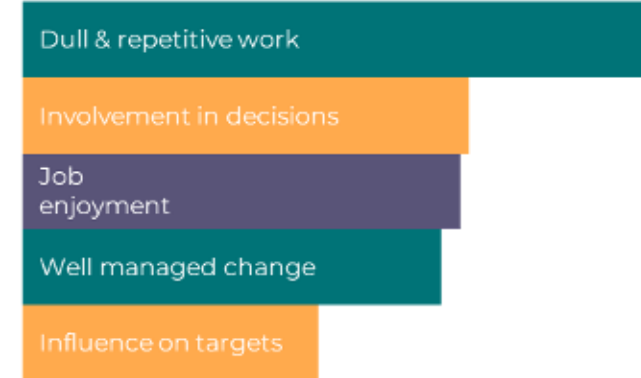 Dull & repetitive work
Involvement in decisions
Job
enjoyment
Well managed change
Influence on targets